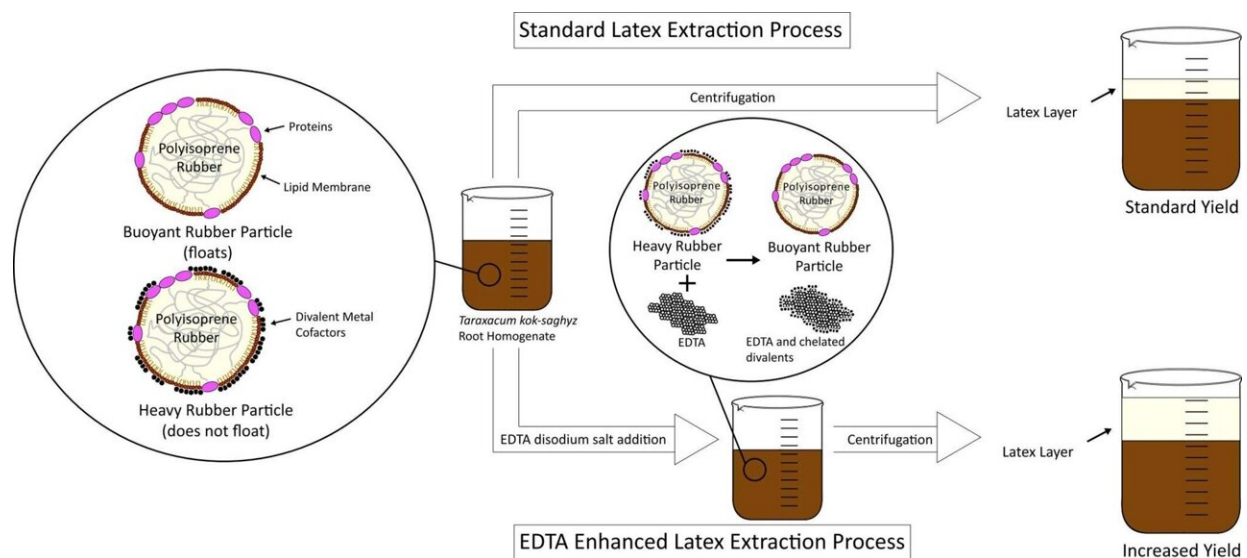 Standard Latex Extraction Process
Centrifugation
Latex Layer
Standard Yield
Polyisoprene
Rubber
Proteins
Lipid Membrane
Buoyant Rubber Particle
(floats)
Polyisoprene
Rubber
Divalent Metal
Cofactors
Heavy Rubber Particle
(does not float)
Taraxacum kok-saghyz
Root Homogenate
Polyisoprene
Rubber
Heavy Rubber
Particle
+
EDTA
Polyisoprene
Rubber
Buoyant Rubber
Particle
EDTA and chelated
divalents
EDTA disodium salt addition
Centrifugation
Latex Layer
Increased Yield
EDTA Enhanced Latex Extraction Process